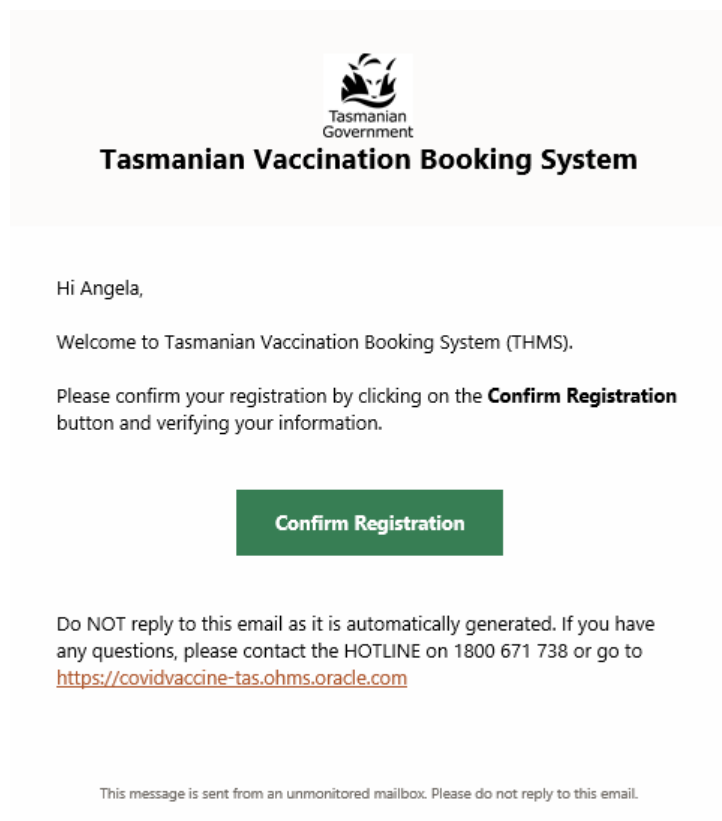 Tasmanian
Government
Tasmanian Vaccination Booking System
Hi Angela,
Welcome to Tasmanian Vaccination Booking System (THMS).
Please confirm your registration by clicking on the Confirm Registration
button and verifying your information.
Confirm Registration
Do NOT reply to this email as it is automatically generated. If you have
any questions, please contact the HOTLINE on 1800 671 738 or go to
https://covidvaccine-tas.ohms.oracle.com
This message is sent from an unmonitored mailbox. Please do not reply to this email.